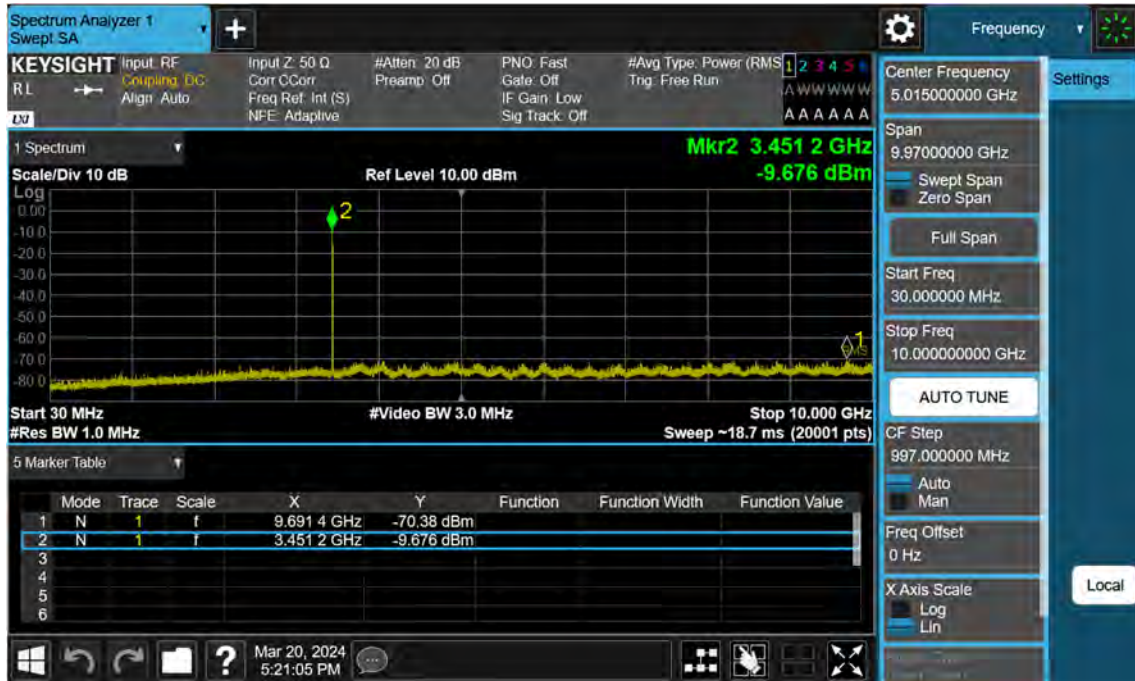 Spectrum Analyzer 1
Swept SA
Frequency
KEYSIGHT
R L
LXI
Input: RF
Coupling: DC
Align: Auto
Input Z: 50 Ω
Corr CCorr
Freq Ref: Int (S)
NFE: Adaptive
#Atten: 20 dB
Preamp: Off
PNO: Fast
Gate: Off
IF Gain: Low
Sig Track: Off
#Avg Type: Power (RMS
Trig: Free Run
1 2 3 4 5 6
A W W W W W
A A A A A A
Center Frequency
5.015000000 GHz
Settings
1 Spectrum
Scale/Div 10 dB
Ref Level 10.00 dBm
Mkr2 3.451 2 GHz
-9.676 dBm
Span
9.97000000 GHz
Swept Span
Zero Span
Full Span
Start Freq
30.000000 MHz
Stop Freq
10.000000000 GHz
AUTO TUNE
CF Step
997.000000 MHz
Auto
Man
Freq Offset
0 Hz
X Axis Scale
Log
Lin
Local
Log
0.00
-10.0
-20.0
-30.0
-40.0
-50.0
-60.0
-70.0
-80.0
2
1
RMS
Start 30 MHz
#Video BW 3.0 MHz
Stop 10.000 GHz
#Res BW 1.0 MHz
Sweep ~18.7 ms (20001 pts)
5 Marker Table
Mode Trace Scale X Y Function Function Width Function Value
1 N 1 f 9.691 4 GHz -70.38 dBm
2 N 1 f 3.451 2 GHz -9.676 dBm
3
4
5
6
?
Mar 20, 2024
5:21:05 PM